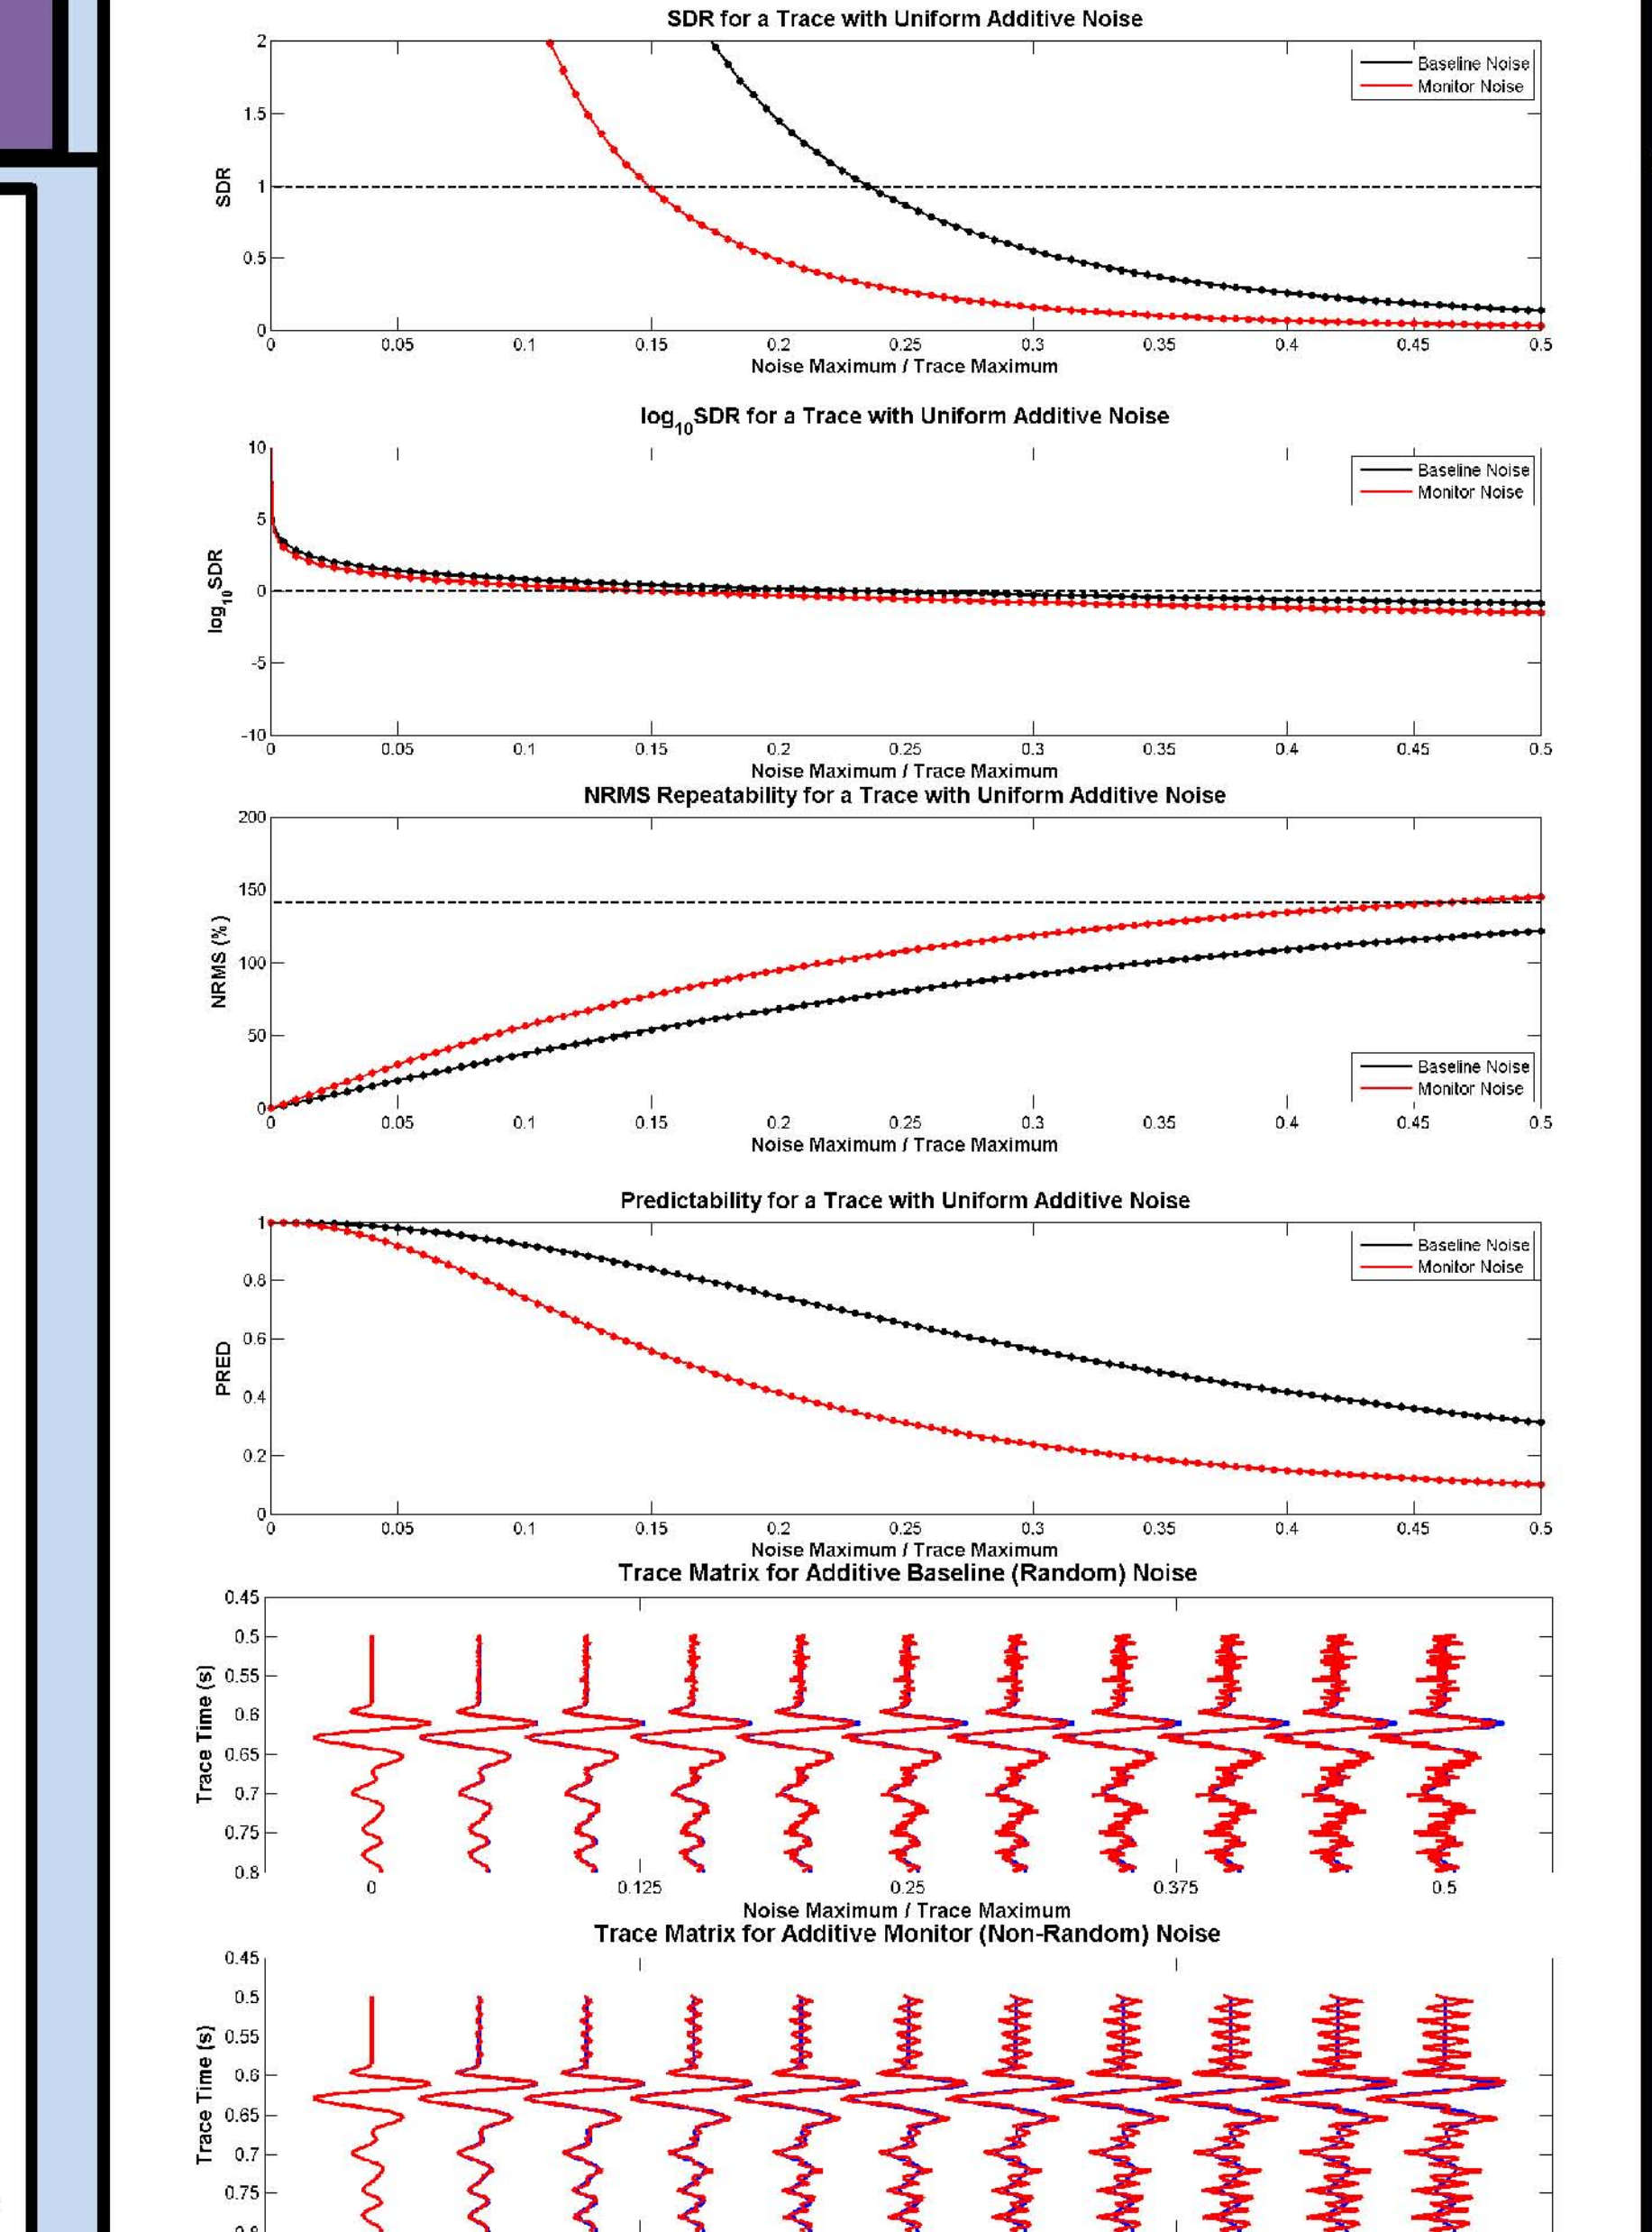 SDR for a Trace with Uniform Additive Noise
2
1.5
1
0.5
0
SDR
Baseline Noise
Monitor Noise
0 0.05 0.1 0.15 0.2 0.25 0.3 0.35 0.4 0.45 0.5
Noise Maximum / Trace Maximum
log10SDR for a Trace with Uniform Additive Noise
10
5
0
-5
-10
log10SDR
Baseline Noise
Monitor Noise
0 0.05 0.1 0.15 0.2 0.25 0.3 0.35 0.4 0.45 0.5
Noise Maximum / Trace Maximum
NRMS Repeatability for a Trace with Uniform Additive Noise
200
150
100
50
0
NRMS (%)
Baseline Noise
Monitor Noise
0 0.05 0.1 0.15 0.2 0.25 0.3 0.35 0.4 0.45 0.5
Noise Maximum / Trace Maximum
Predictability for a Trace with Uniform Additive Noise
1
0.8
0.6
0.4
0.2
0
PRED
Baseline Noise
Monitor Noise
0 0.05 0.1 0.15 0.2 0.25 0.3 0.35 0.4 0.45 0.5
Noise Maximum / Trace Maximum
Trace Matrix for Additive Baseline (Random) Noise
0.45
0.5
0.55
0.6
0.65
0.7
0.75
0.8
Trace Time (s)
0 0.125 0.25 0.375 0.5
Noise Maximum / Trace Maximum
Trace Matrix for Additive Monitor (Non-Random) Noise
0.45
0.5
0.55
0.6
0.65
0.7
0.75
Trace Time (s)